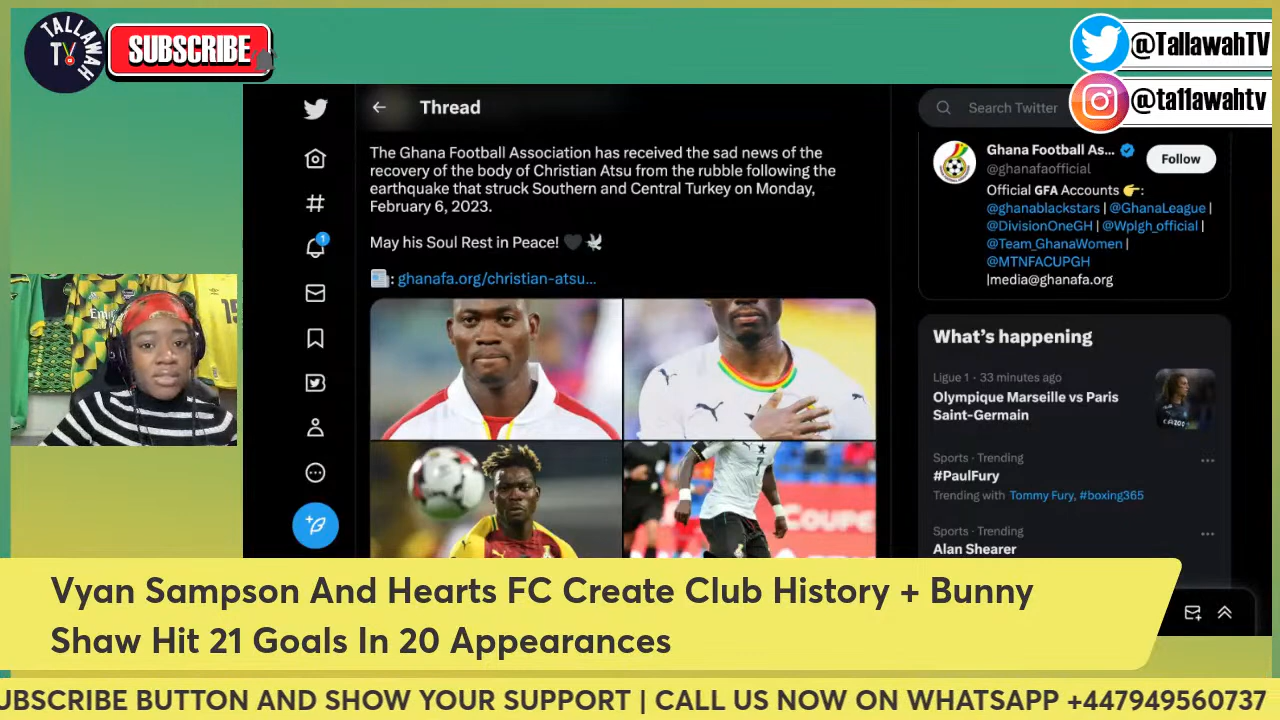 TALLAWAH
TV
SUBSCRIBE
@TallawahTV
@ta11awahtv
Thread
Search Twitter
The Ghana Football Association has received the sad news of the
recovery of the body of Christian Atsu from the rubble following the
earthquake that struck Southern and Central Turkey on Monday,
February 6, 2023.
May his Soul Rest in Peace! 🖤 🕊
📰: ghanafa.org/christian-atsu...
Ghana Football As...
@ghanafaofficial
Follow
Official GFA Accounts 👉:
@ghanablackstars | @GhanaLeague |
@DivisionOneGH | @Wplgh_official |
@Team_GhanaWomen |
@MTNFACUPGH
|media@ghanafa.org
1
What's happening
Ligue 1 · 33 minutes ago
Olympique Marseille vs Paris
Saint-Germain
Sports · Trending
#PaulFury
Trending with Tommy Fury, #boxing365
Sports · Trending
Alan Shearer
7
Vyan Sampson And Hearts FC Create Club History + Bunny
Shaw Hit 21 Goals In 20 Appearances
UBSCRIBE BUTTON AND SHOW YOUR SUPPORT | CALL US NOW ON WHATSAPP +447949560737